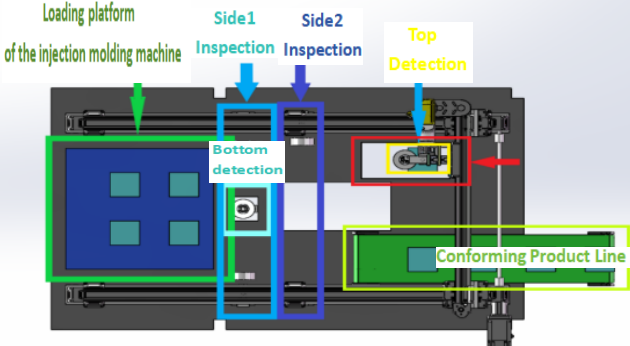 Loading platform
of the injection molding machine
Side1
Inspection
Side2
Inspection
Top
Detection
Bottom
detection
Conforming Product Line